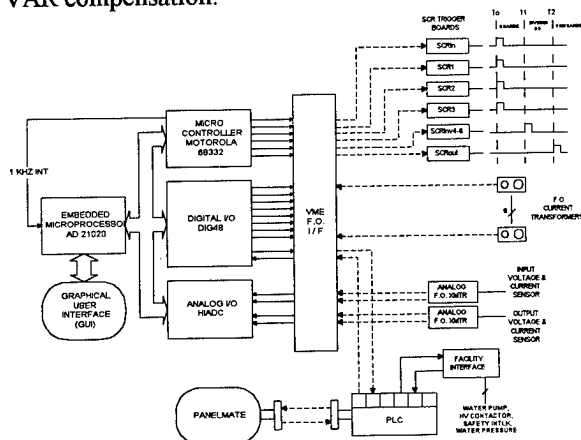 VAR compensation.
SCR TRIGGER
BOARDS
To
T1
T2
SCRin
SCR1
SCR2
SCR3
SCRinv4-6
SCRout
MICRO
CONTROLLER
MOTOROLA
68332
1 KHZ INT
EMBEDDED
MICROPROCESSOR
AD 21020
DIGITAL I/O
DIG48
VME
F.O.
I/F
F.O
CURRENT
TRANSFORMERS
6
GRAPHICAL
USER
INTERFACE
(GUI)
ANALOG I/O
HIADC
ANALOG
F.O. XMTR
INPUT
VOLTAGE &
CURRENT
SENSOR
ANALOG
F.O. XMTR
OUTPUT
VOLTAGE &
CURRENT
SENSOR
FACILITY
INTERFACE
PANELMATE
PLC
WATER PUMP,
HV CONTACTOR,
SAFETY INTLK,
WATER PRESSURE